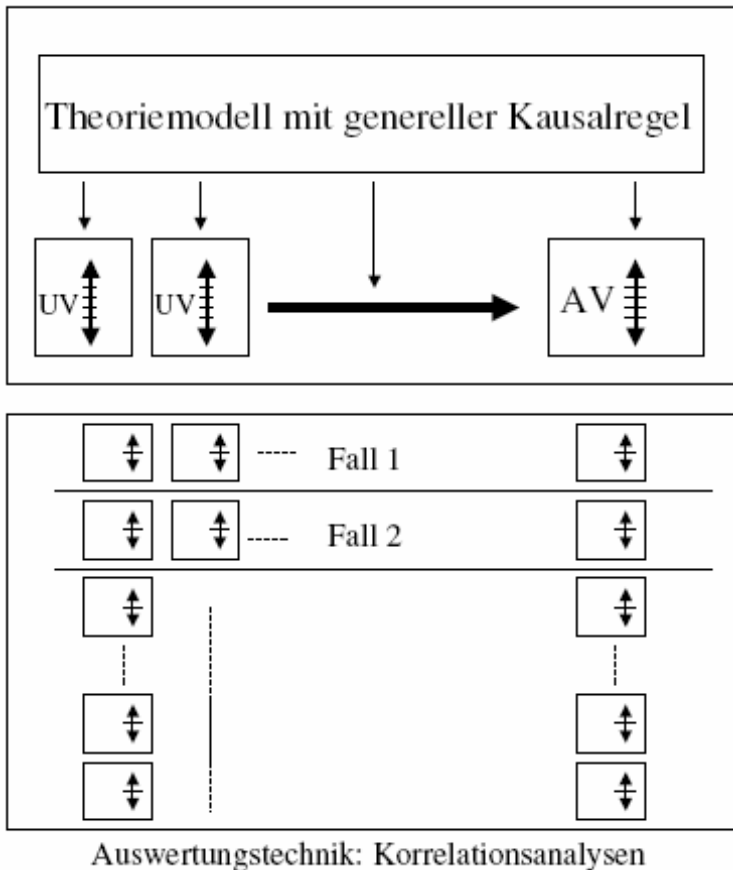 Theoriemodell mit genereller Kausalregel
UV UV AV
Fall 1
Fall 2
Auswertungstechnik: Korrelationsanalysen